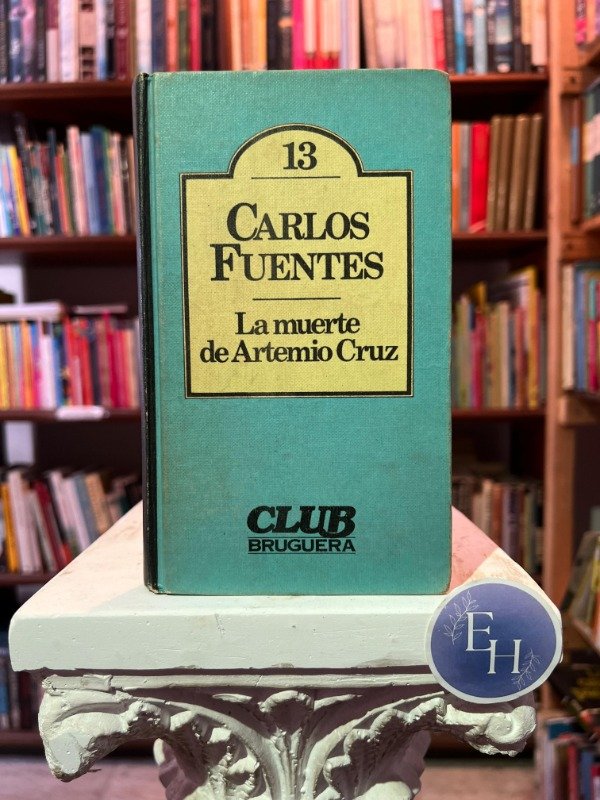 13
CARLOS
FUENTES
La muerte
de Artemio Cruz
CLUB
BRUGUERA
EH